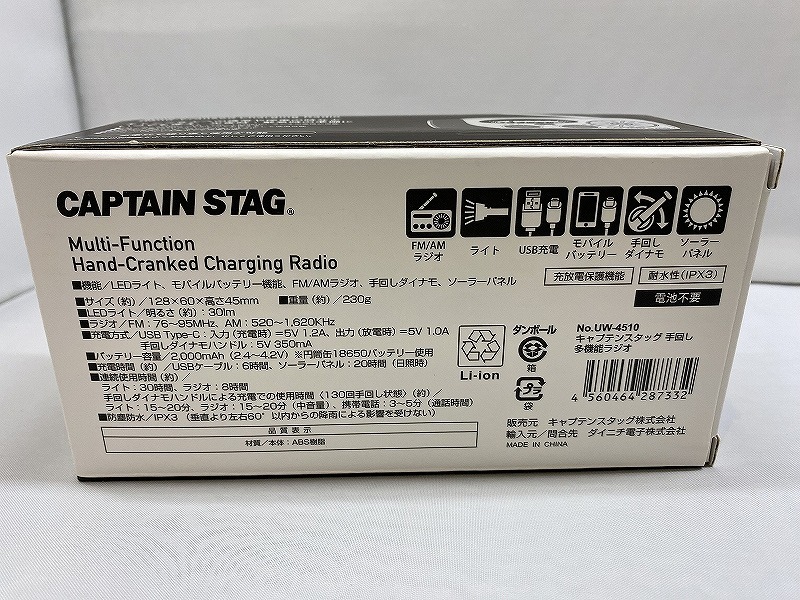 CAPTAIN STAG®
Multi-Function
Hand-Cranked Charging Radio
FM/AM
ラジオ
ライト
USB充電
モバイル
バッテリー
手回し
ダイナモ
ソーラー
パネル
■機能/LEDライト、モバイルバッテリー機能、FM/AMラジオ、手回しダイナモ、ソーラーパネル
■サイズ(約)/128×60×高さ45mm ■重量(約)/230g
■LEDライト/明るさ(約):30lm
■ラジオ/FM:76~95MHz、AM:520~1,620KHz
■充電方式/USB Type-C:入力(充電時)=5V 1.2A、出力(放電時)=5V 1.0A
手回しダイナモハンドル:5V 350mA
■バッテリー容量/2,000mAh(2.4~4.2V)※円筒缶18650バッテリー使用
■充電時間(約)/USBケーブル:6時間、ソーラーパネル:20時間(日照時)
■連続使用時間(約)/
ライト:30時間、ラジオ:8時間
手回しダイナモハンドルによる充電での使用時間(130回手回し状態)(約)/
ライト:15~20分、ラジオ:15~20分(中音量)、携帯電話:3~5分(通話時間)
■防塵防水/IPX3(垂直より左右60°以内からの降雨による影響を受けない)
品質表示
材質/本体:ABS樹脂
充放電保護機能
耐水性(IPX3)
電池不要
Li-ion
ダンボール
箱
プラ
袋
No.UW-4510
キャプテンスタッグ 手回し
多機能ラジオ
4 560464 287332
販売元 キャプテンスタッグ株式会社
輸入元/問合先 ダイニチ電子株式会社
MADE IN CHINA